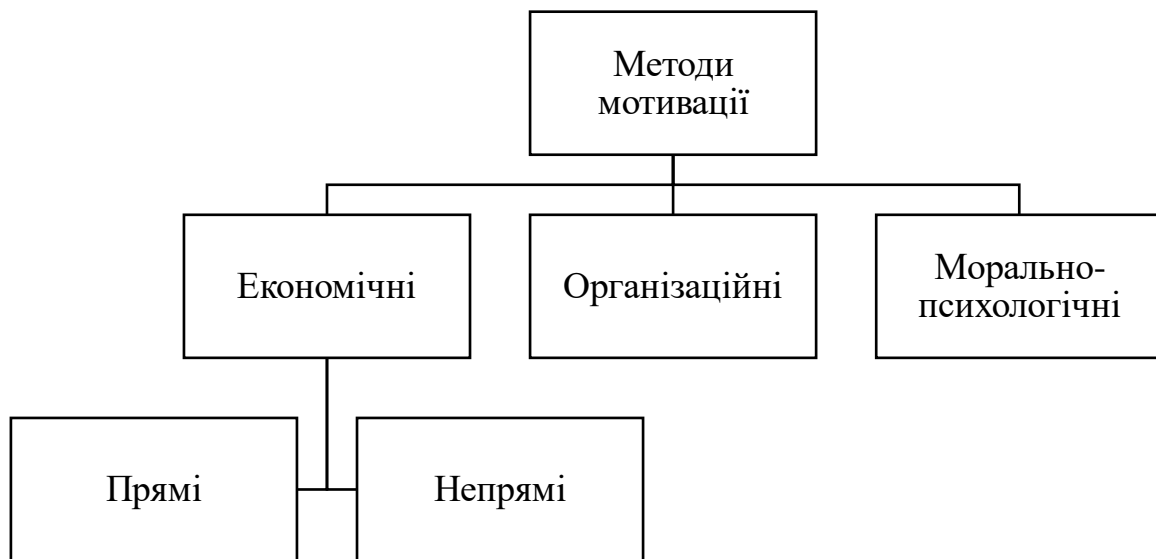 Методи
мотивації
Економічні
Організаційні
Морально-
психологічні
Прямі
Непрямі